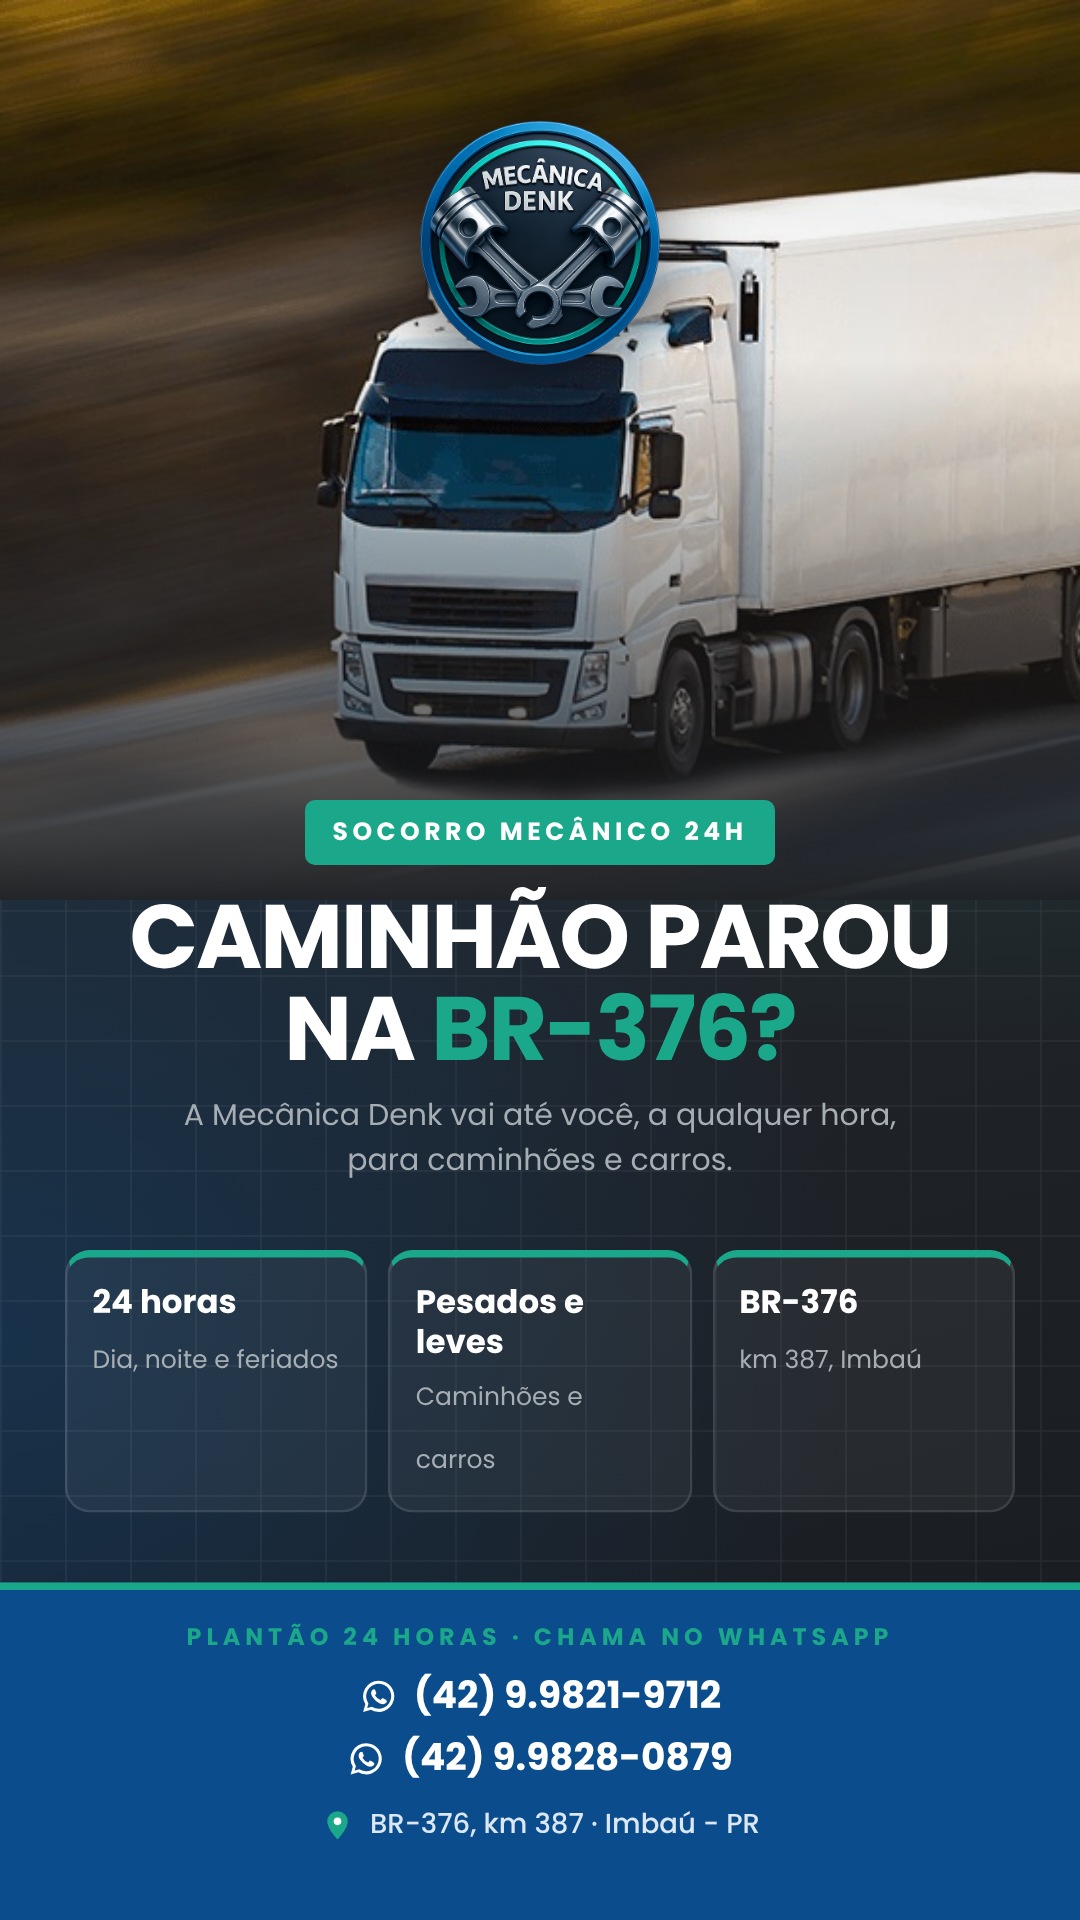 MECÂNICA
DENK
SOCORRO MECÂNICO 24H
CAMINHÃO PAROU
NA BR-376?
A Mecânica Denk vai até você, a qualquer hora,
para caminhões e carros.
24 horas
Dia, noite e feriados
Pesados e
leves
Caminhões e
carros
BR-376
km 387, Imbaú
PLANTÃO 24 HORAS · CHAMA NO WHATSAPP
(42) 9.9821-9712
(42) 9.9828-0879
BR-376, km 387 · Imbaú - PR